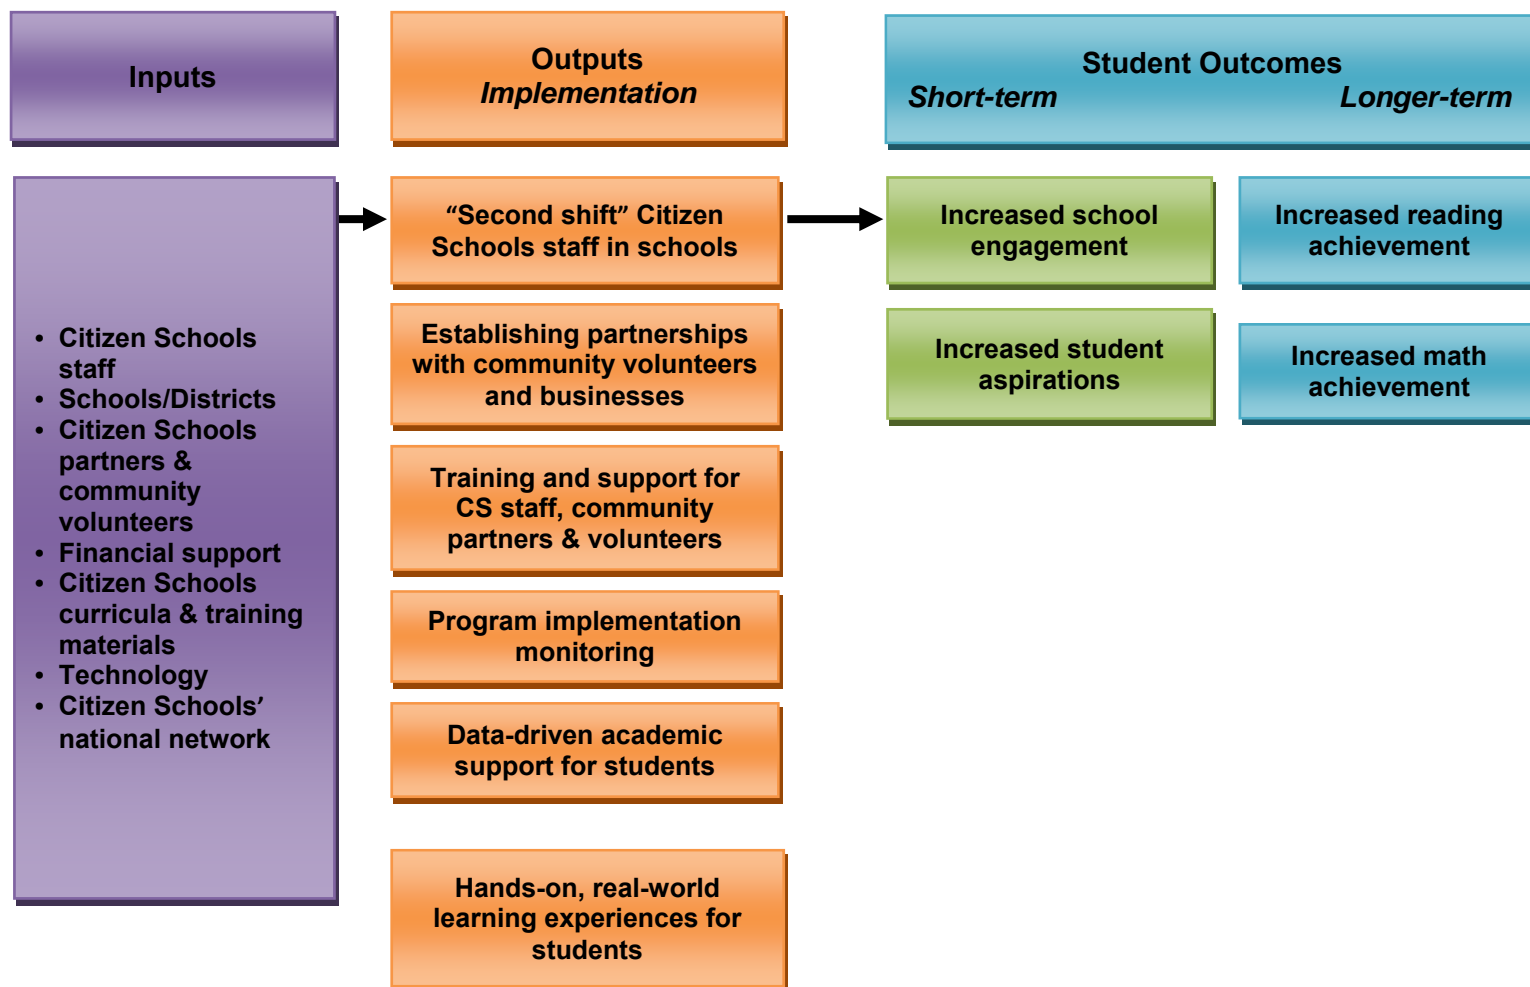 Inputs
Outputs
Implementation
Student Outcomes
Short-term Longer-term
• Citizen Schools
staff
• Schools/Districts
• Citizen Schools
partners &
community
volunteers
• Financial support
• Citizen Schools
curricula & training
materials
• Technology
• Citizen Schools’
national network
“Second shift” Citizen
Schools staff in schools
Establishing partnerships
with community volunteers
and businesses
Training and support for
CS staff, community
partners & volunteers
Program implementation
monitoring
Data-driven academic
support for students
Hands-on, real-world
learning experiences for
students
Increased school
engagement
Increased student
aspirations
Increased reading
achievement
Increased math
achievement